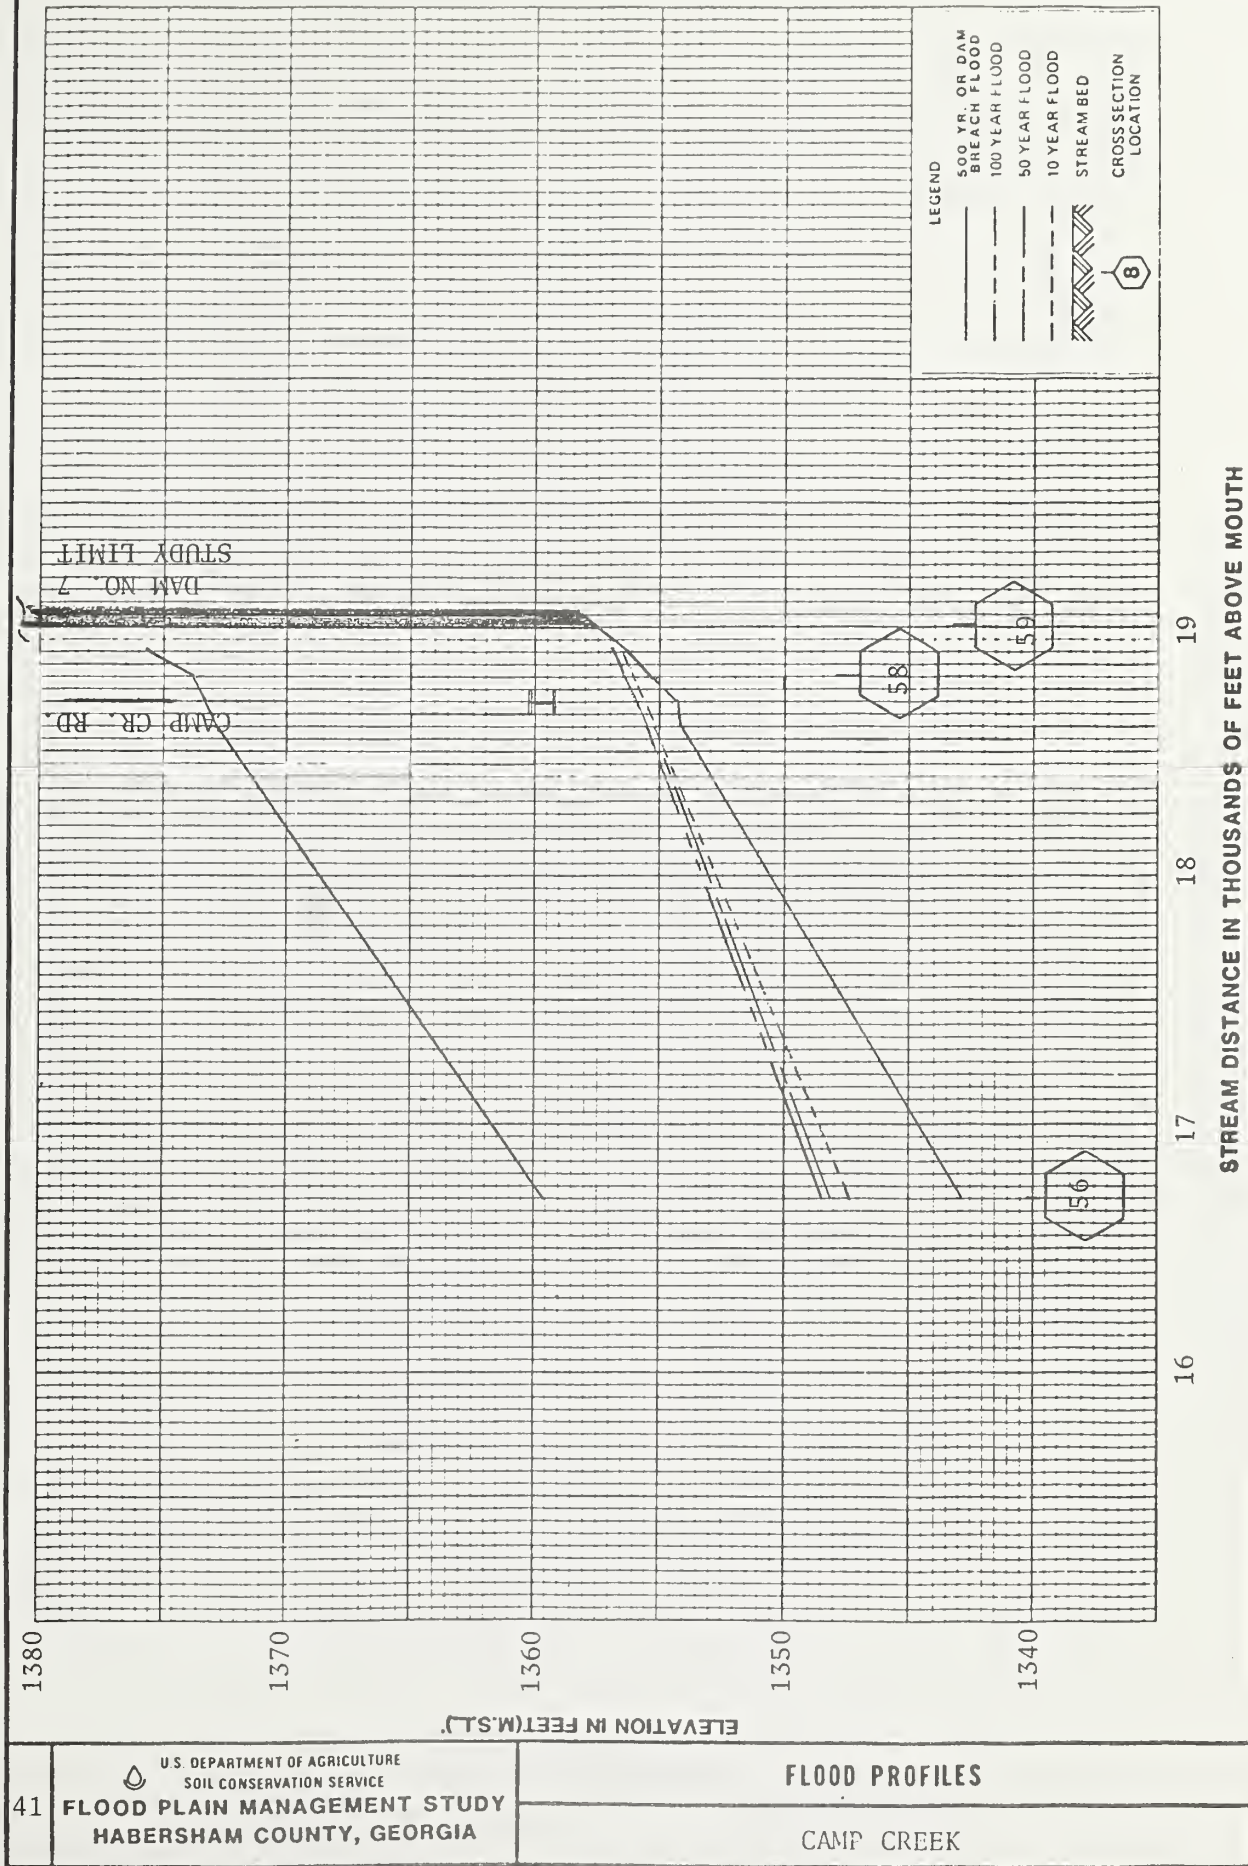 LEGEND
500 YR. OR DAM
BREACH FLOOD
100 YEAR FLOOD
50 YEAR FLOOD
10 YEAR FLOOD
STREAM BED
CROSS SECTION
LOCATION
8
STUDY LIMIT
DAM NO. 7
CAMP CR. RD.
59
58
56
1380
1370
1360
1350
1340
ELEVATION IN FEET(M.S.L.)
16
17
18
19
STREAM DISTANCE IN THOUSANDS OF FEET ABOVE MOUTH
41
U.S. DEPARTMENT OF AGRICULTURE
SOIL CONSERVATION SERVICE
FLOOD PLAIN MANAGEMENT STUDY
HABERSHAM COUNTY, GEORGIA
FLOOD PROFILES
CAMP CREEK